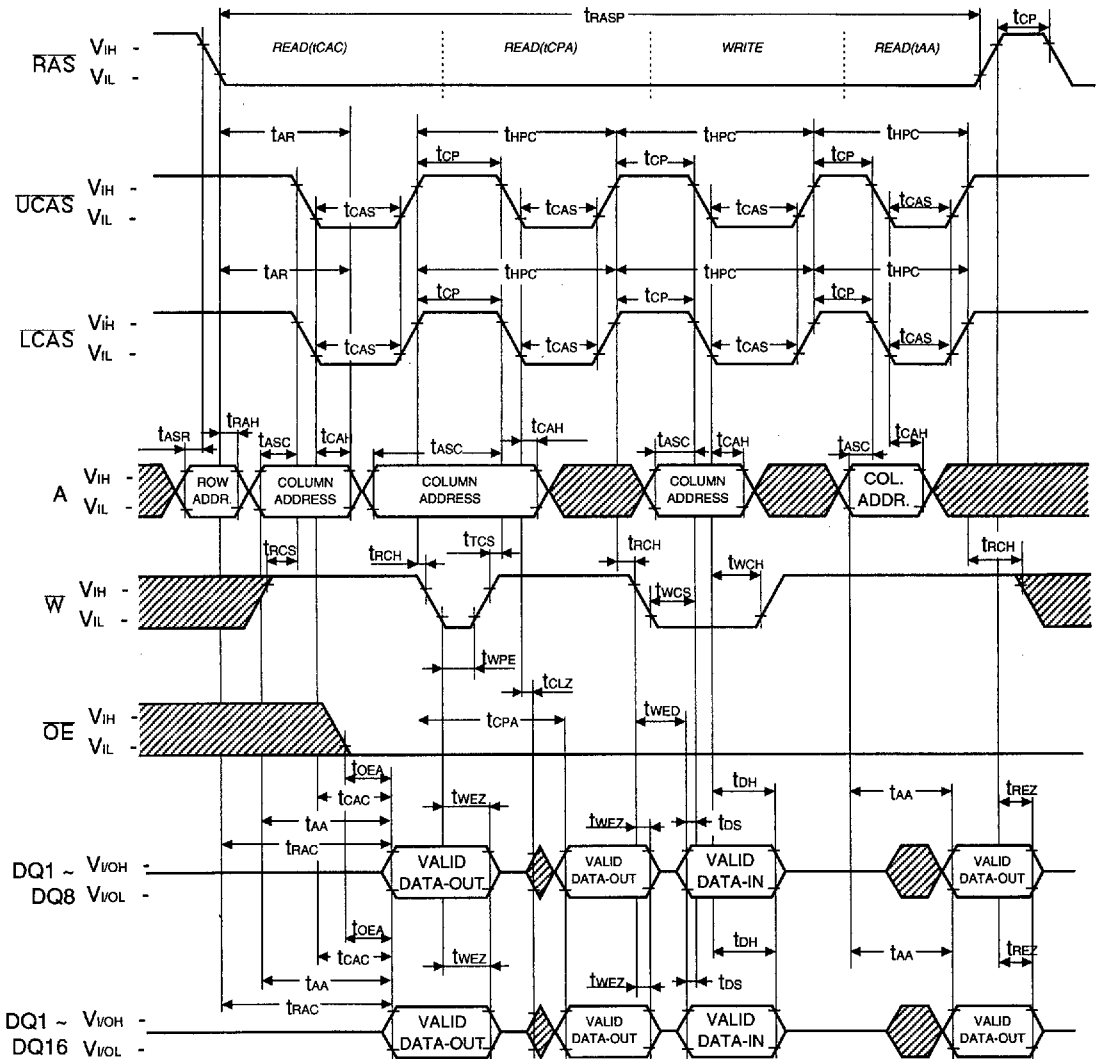 tRASP
tCP
RAS VIH - READ(tCAC) READ(tCPA) WRITE READ(tAA)
VIL -
tAR tHPC tHPC tHPC
tCP tCP tCP
UCAS VIH -
VIL - tCAS tCAS tCAS tCAS
tAR tHPC tHPC tHPC
tCP tCP tCP
LCAS VIH -
VIL - tCAS tCAS tCAS tCAS
tASR tRAH tASC tCAH tASC tCAH tASC tCAH tASC tCAH
A VIH - ROW COLUMN COLUMN COLUMN COL.
VIL - ADDR. ADDRESS ADDRESS ADDRESS ADDR.
tRCS tRCH tTCS tRCH tWCH tRCH
W VIH -
VIL - tWCS
tWPE
tCLZ
OE VIH - tCPA tWED
VIL -
tOEA
tCAC tWEZ tDH tAA tREZ
tAA tWEZ tDS
tRAC
DQ1 ~ VI/OH - VALID VALID VALID VALID
DQ8 VI/OL - DATA-OUT DATA-OUT DATA-IN DATA-OUT
tOEA
tCAC tWEZ tDH tAA tREZ
tAA tWEZ tDS
tRAC
DQ1 ~ VI/OH - VALID VALID VALID VALID
DQ16 VI/OL - DATA-OUT DATA-OUT DATA-IN DATA-OUT